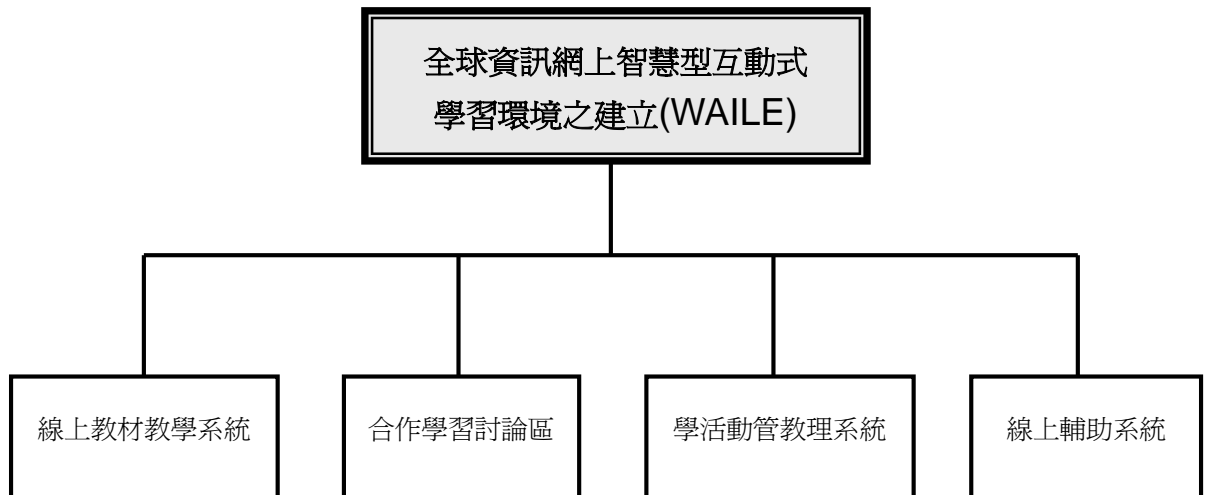 全球資訊網上智慧型互動式
學習環境之建立(WAILE)
線上教材教學系統
合作學習討論區
學活動管教理系統
線上輔助系統